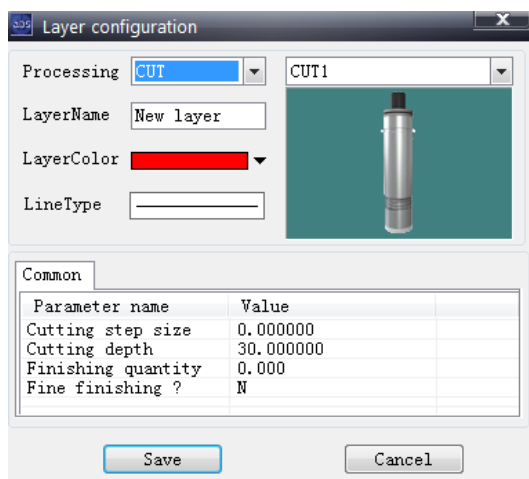 Layer configuration
x
Processing CUT CUT1
LayerName New layer
LayerColor
LineType
Common
Parameter name Value
Cutting step size 0.000000
Cutting depth 30.000000
Finishing quantity 0.000
Fine finishing ? N
Save Cancel